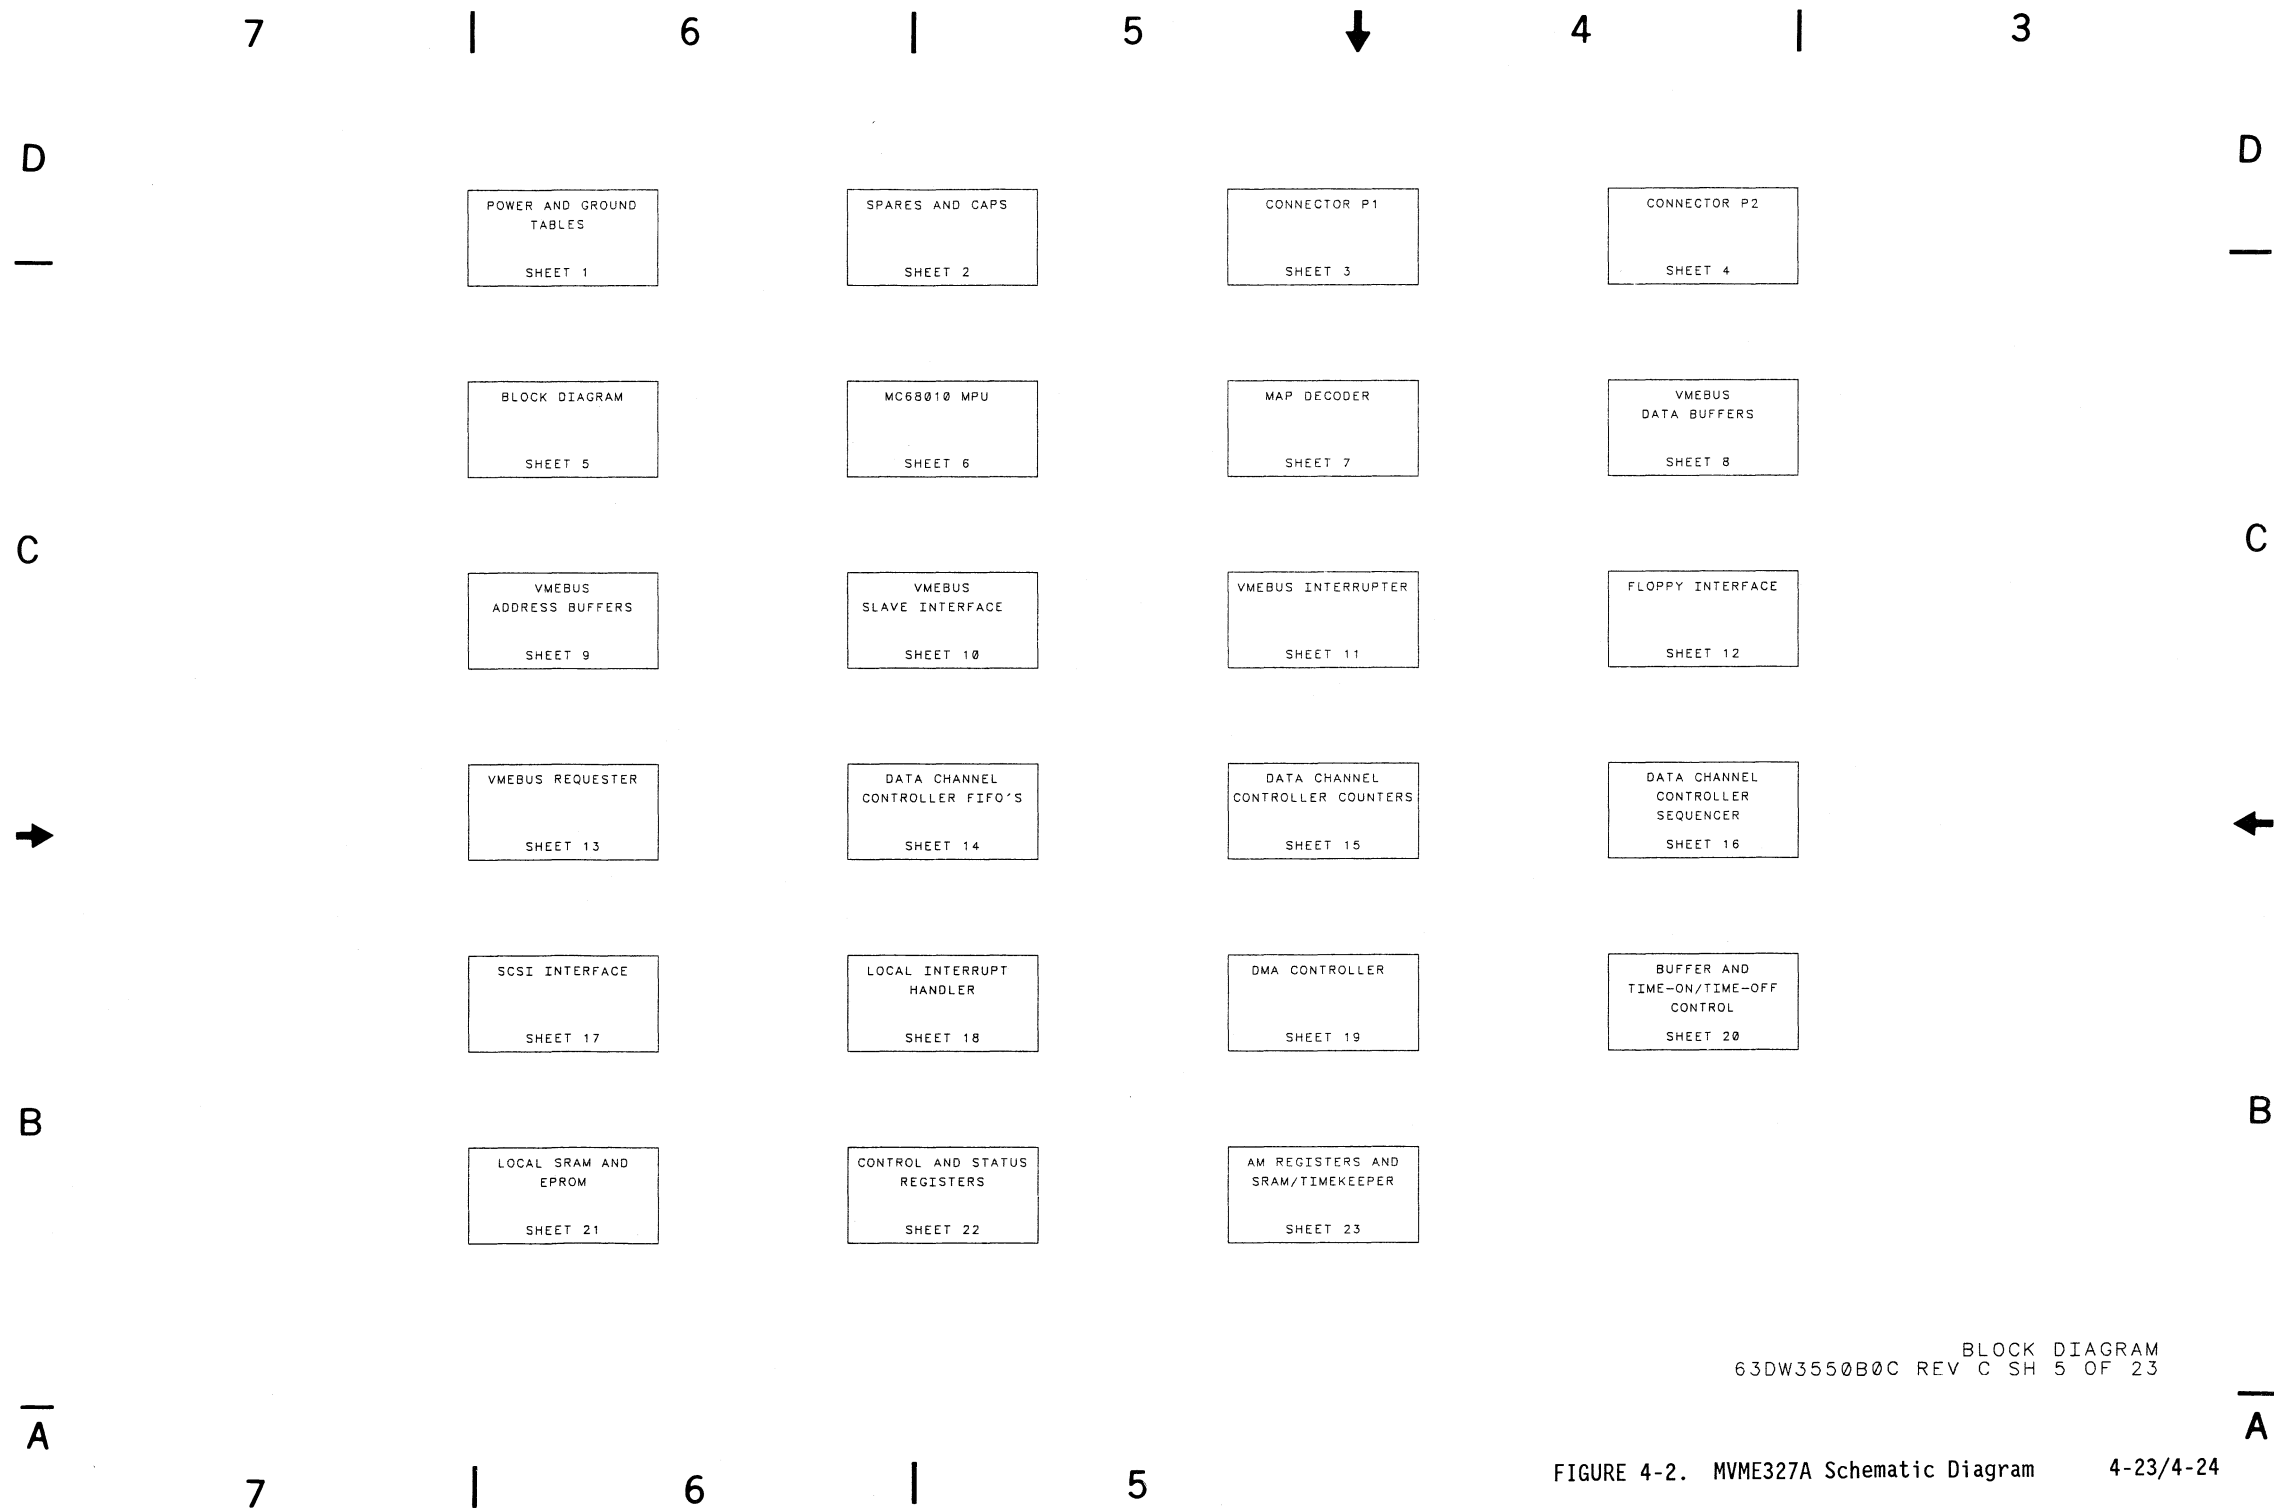 7 6 5 4 3
D D
POWER AND GROUND
TABLES
SHEET 1
SPARES AND CAPS
SHEET 2
CONNECTOR P1
SHEET 3
CONNECTOR P2
SHEET 4
BLOCK DIAGRAM
SHEET 5
MC68010 MPU
SHEET 6
MAP DECODER
SHEET 7
VMEBUS
DATA BUFFERS
SHEET 8
C C
VMEBUS
ADDRESS BUFFERS
SHEET 9
VMEBUS
SLAVE INTERFACE
SHEET 10
VMEBUS INTERRUPTER
SHEET 11
FLOPPY INTERFACE
SHEET 12
VMEBUS REQUESTER
SHEET 13
DATA CHANNEL
CONTROLLER FIFO'S
SHEET 14
DATA CHANNEL
CONTROLLER COUNTERS
SHEET 15
DATA CHANNEL
CONTROLLER
SEQUENCER
SHEET 16
SCSI INTERFACE
SHEET 17
LOCAL INTERRUPT
HANDLER
SHEET 18
DMA CONTROLLER
SHEET 19
BUFFER AND
TIME-ON/TIME-OFF
CONTROL
SHEET 20
B B
LOCAL SRAM AND
EPROM
SHEET 21
CONTROL AND STATUS
REGISTERS
SHEET 22
AM REGISTERS AND
SRAM/TIMEKEEPER
SHEET 23
BLOCK DIAGRAM
63DW3550B0C REV C SH 5 OF 23
A A
FIGURE 4-2. MVME327A Schematic Diagram 4-23/4-24
7 6 5